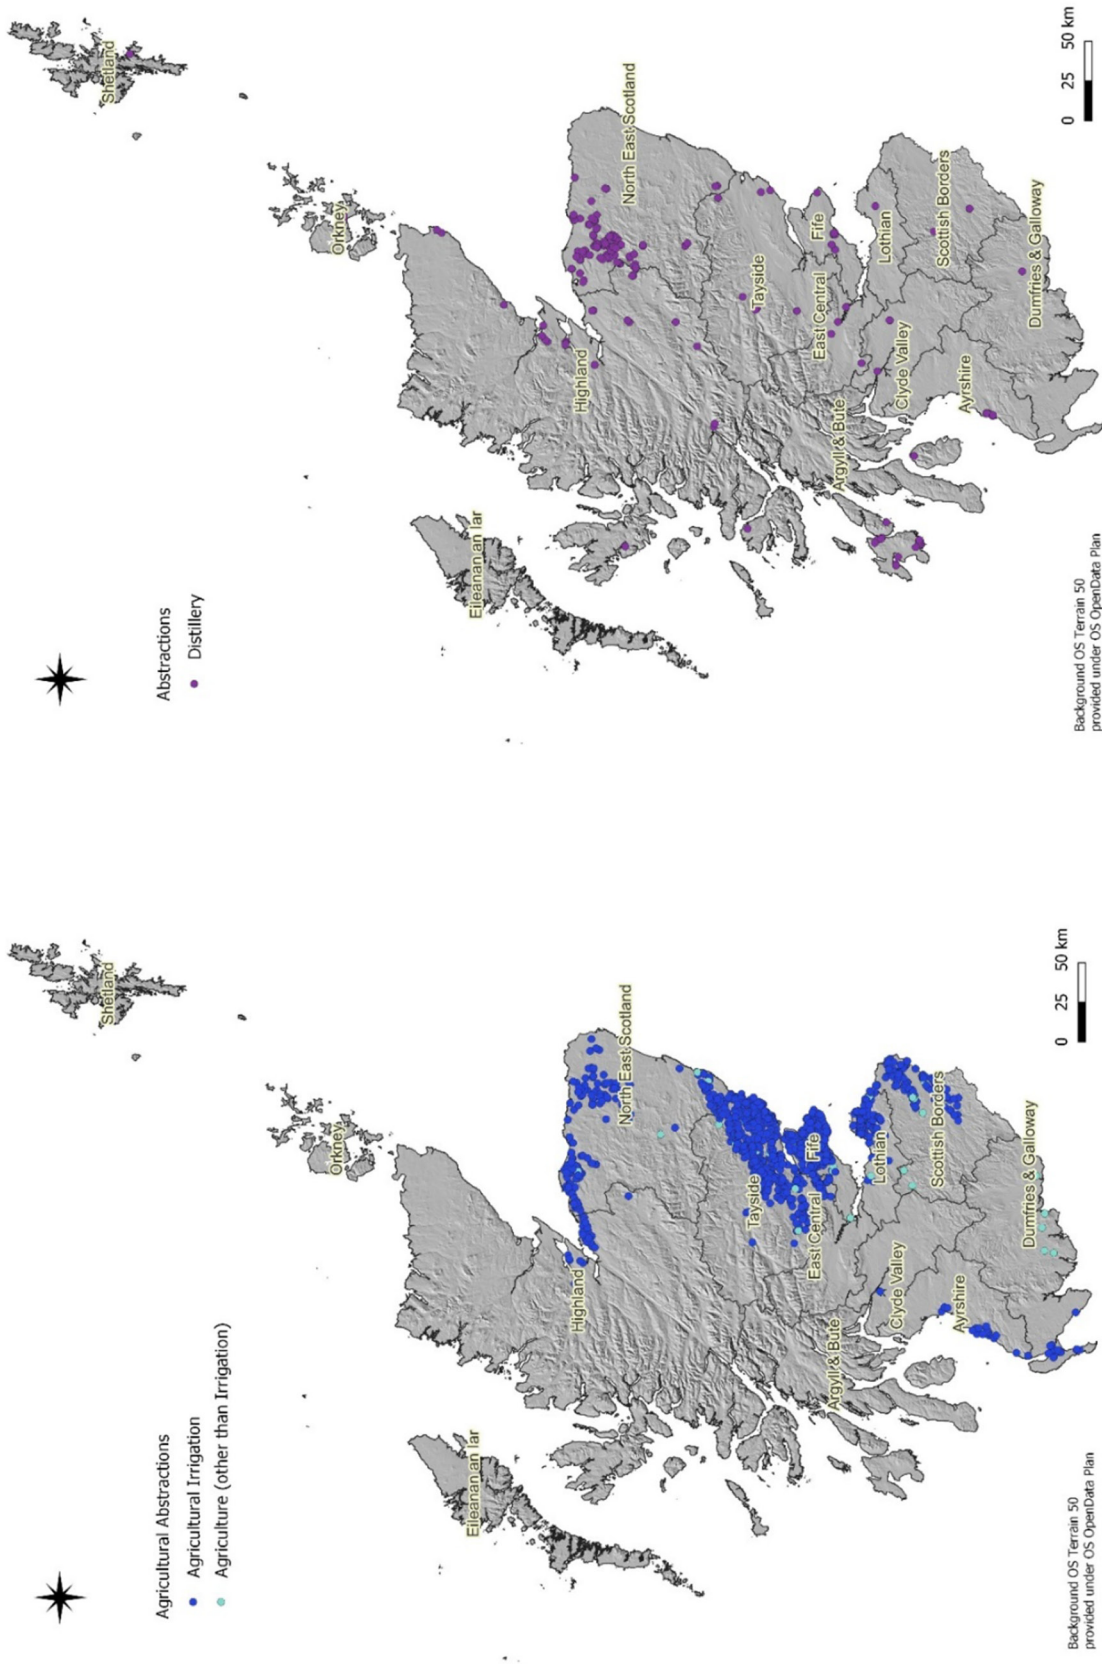 Agricultural Abstractions
Agricultural Irrigation
Agriculture (other than Irrigation)
Shetland
Orkney
Eileanan an Iar
Highland
North East Scotland
Tayside
Fife
East Central
Argyll & Bute
Lothian
Clyde Valley
Scottish Borders
Ayrshire
Dumfries & Galloway
0 25 50 km
Background OS Terrain 50
provided under OS OpenData Plan
Abstractions
Distillery
Shetland
Orkney
Eileanan an Iar
Highland
North East Scotland
Tayside
Fife
East Central
Argyll & Bute
Lothian
Clyde Valley
Scottish Borders
Ayrshire
Dumfries & Galloway
0 25 50 km
Background OS Terrain 50
provided under OS OpenData Plan